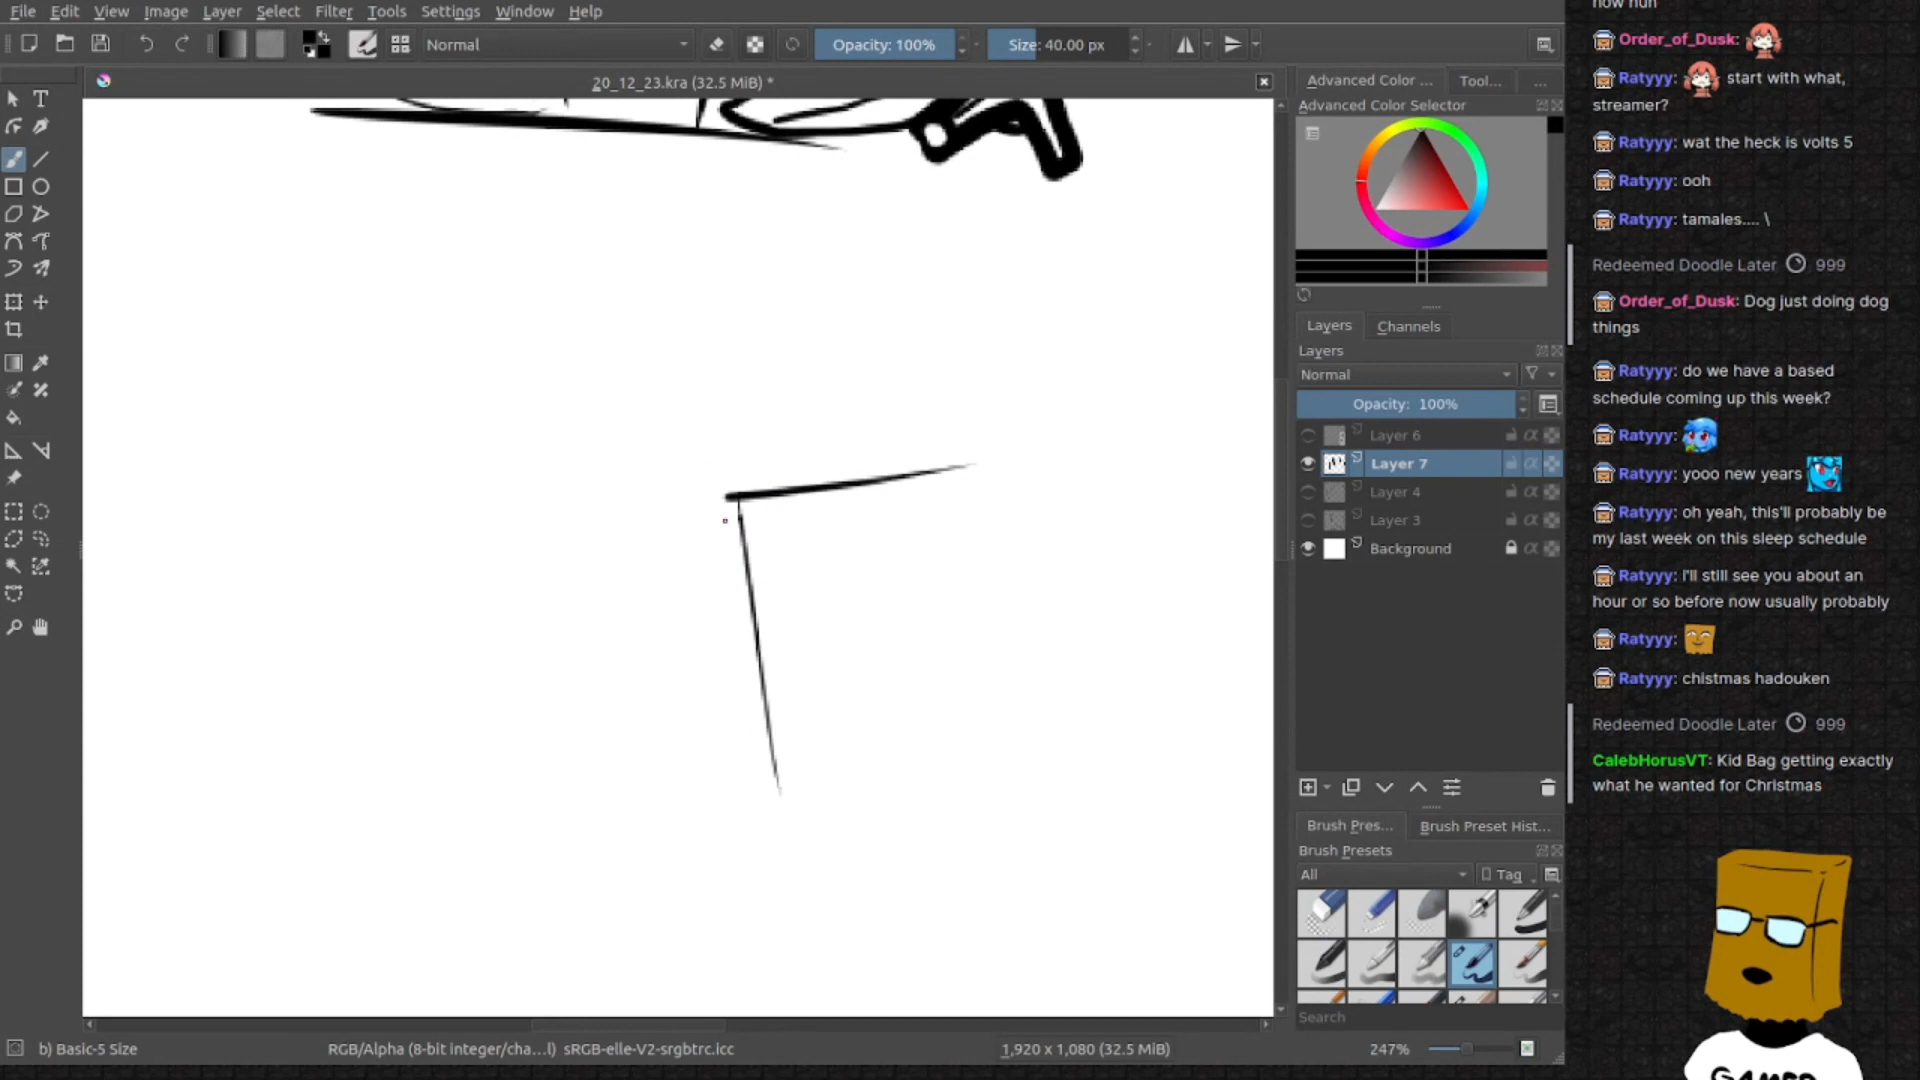 File Edit View Image Layer Select Filter Tools Settings Window Help
Normal
Opacity: 100%
Size: 40.00 px
20_12_23.kra (32.5 MiB) *
Advanced Color ...
Tool...
...
Advanced Color Selector
Layers
Channels
Layers
Normal
Opacity: 100%
Layer 6
Layer 7
Layer 4
Layer 3
Background
Brush Pres...
Brush Preset Hist...
Brush Presets
All
Tag
Search
b) Basic-5 Size
RGB/Alpha (8-bit integer/cha...l) sRGB-elle-V2-srgbtrc.icc
1,920 x 1,080 (32.5 MiB)
247%
Order_of_Dusk:
Ratyyy: start with what,
streamer?
Ratyyy: wat the heck is volts 5
Ratyyy: ooh
Ratyyy: tamales.... \
Redeemed Doodle Later 999
Order_of_Dusk: Dog just doing dog
things
Ratyyy: do we have a based
schedule coming up this week?
Ratyyy:
Ratyyy: yooo new years
Ratyyy: oh yeah, this'll probably be
my last week on this sleep schedule
Ratyyy: i'll still see you about an
hour or so before now usually probably
Ratyyy:
Ratyyy: chistmas hadouken
Redeemed Doodle Later 999
CalebHorusVT: Kid Bag getting exactly
what he wanted for Christmas